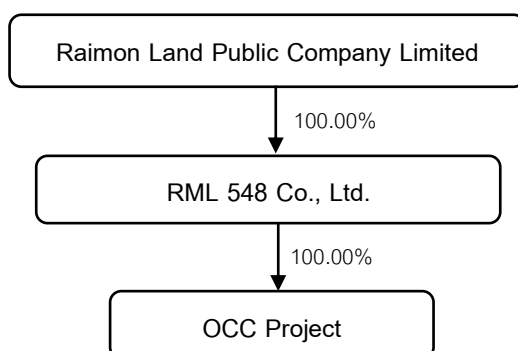 Raimon Land Public Company Limited
100.00%
RML 548 Co., Ltd.
100.00%
OCC Project